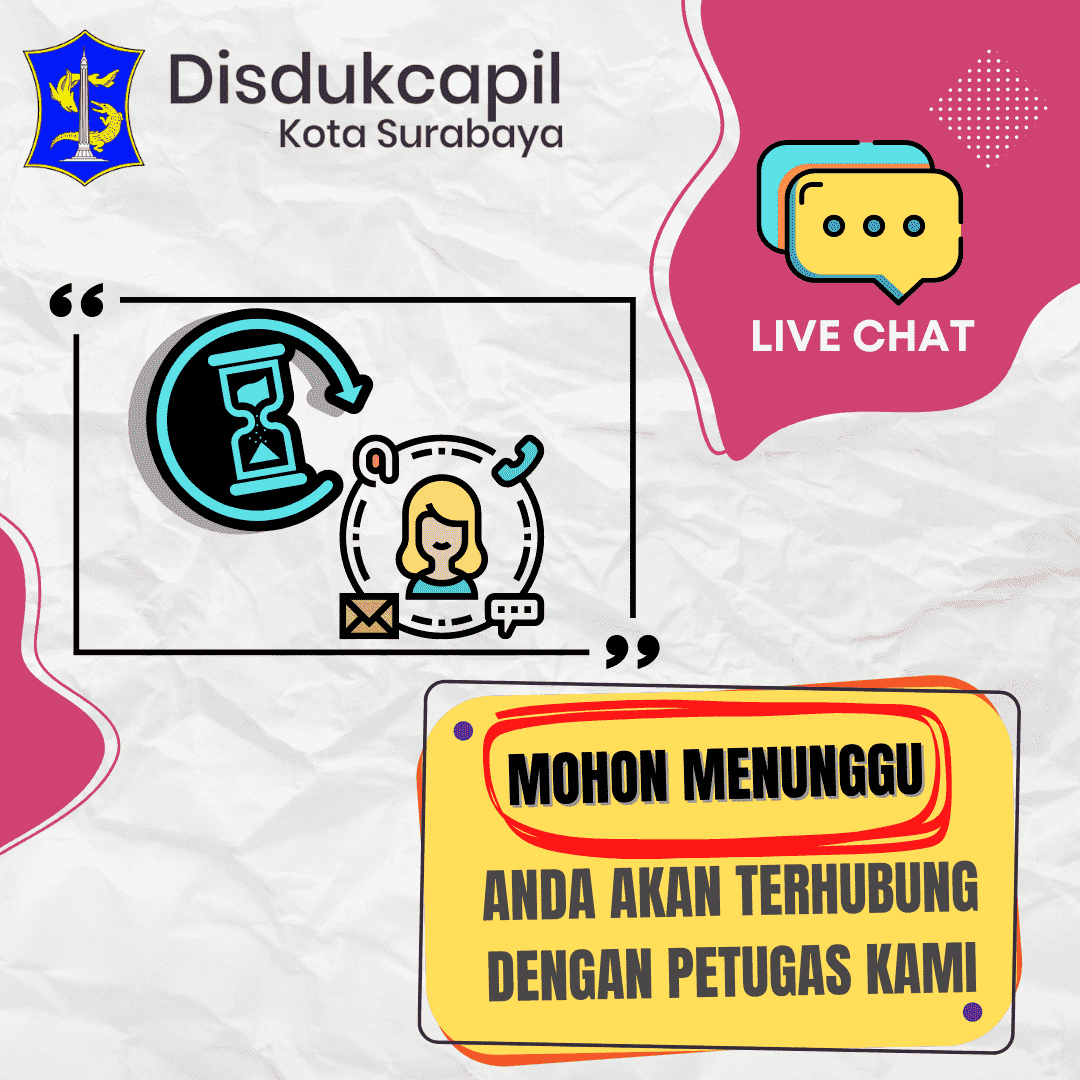 Disdukcapil
Kota Surabaya
LIVE CHAT
MOHON MENUNGGU
ANDA AKAN TERHUBUNG
DENGAN PETUGAS KAMI